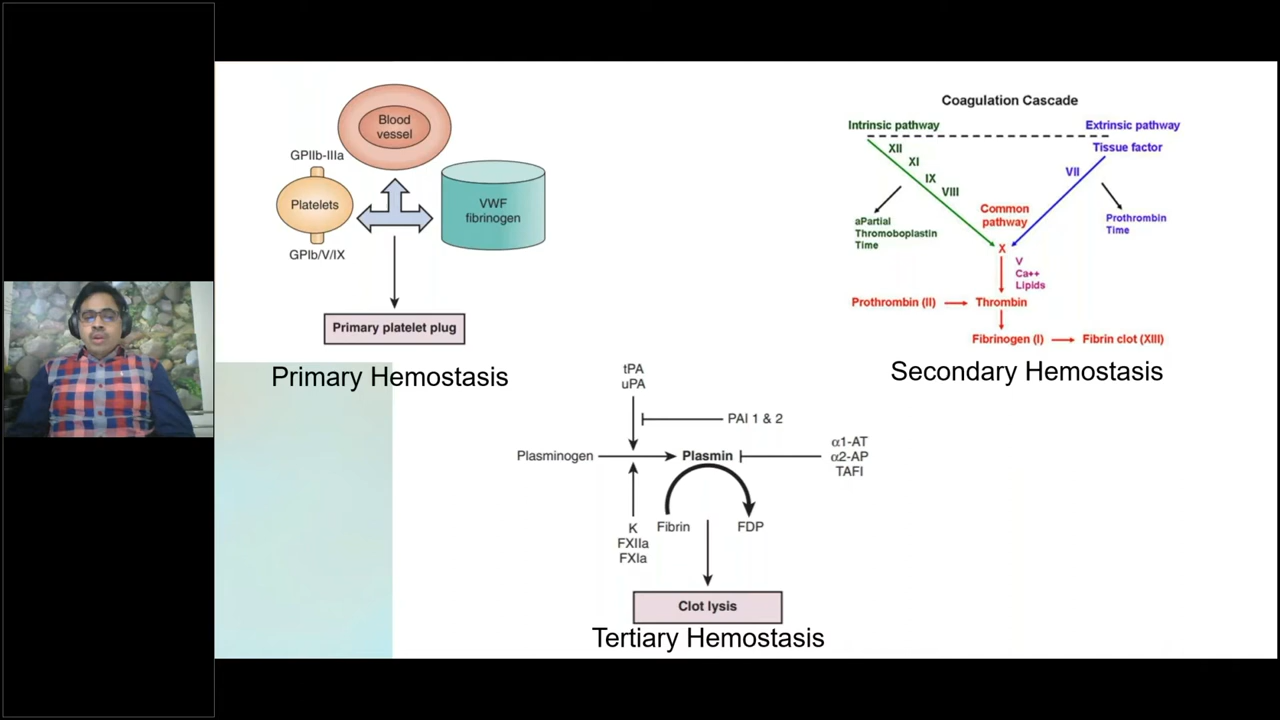 Blood
vessel
GPIIb-IIIa
Platelets
VWF
fibrinogen
GPIb/V/IX
Primary platelet plug
Primary Hemostasis
Coagulation Cascade
Intrinsic pathway
Extrinsic pathway
Tissue factor
XII
XI
IX
VIII
VII
aPartial
Thromoboplastin
Time
Common
pathway
Prothrombin
Time
X
V
Ca++
Lipids
Prothrombin (II)
Thrombin
Fibrinogen (I)
Fibrin clot (XIII)
Secondary Hemostasis
tPA
uPA
PAI 1 & 2
Plasminogen
Plasmin
α1-AT
α2-AP
TAFI
K
FXIIa
FXIa
Fibrin
FDP
Clot lysis
Tertiary Hemostasis